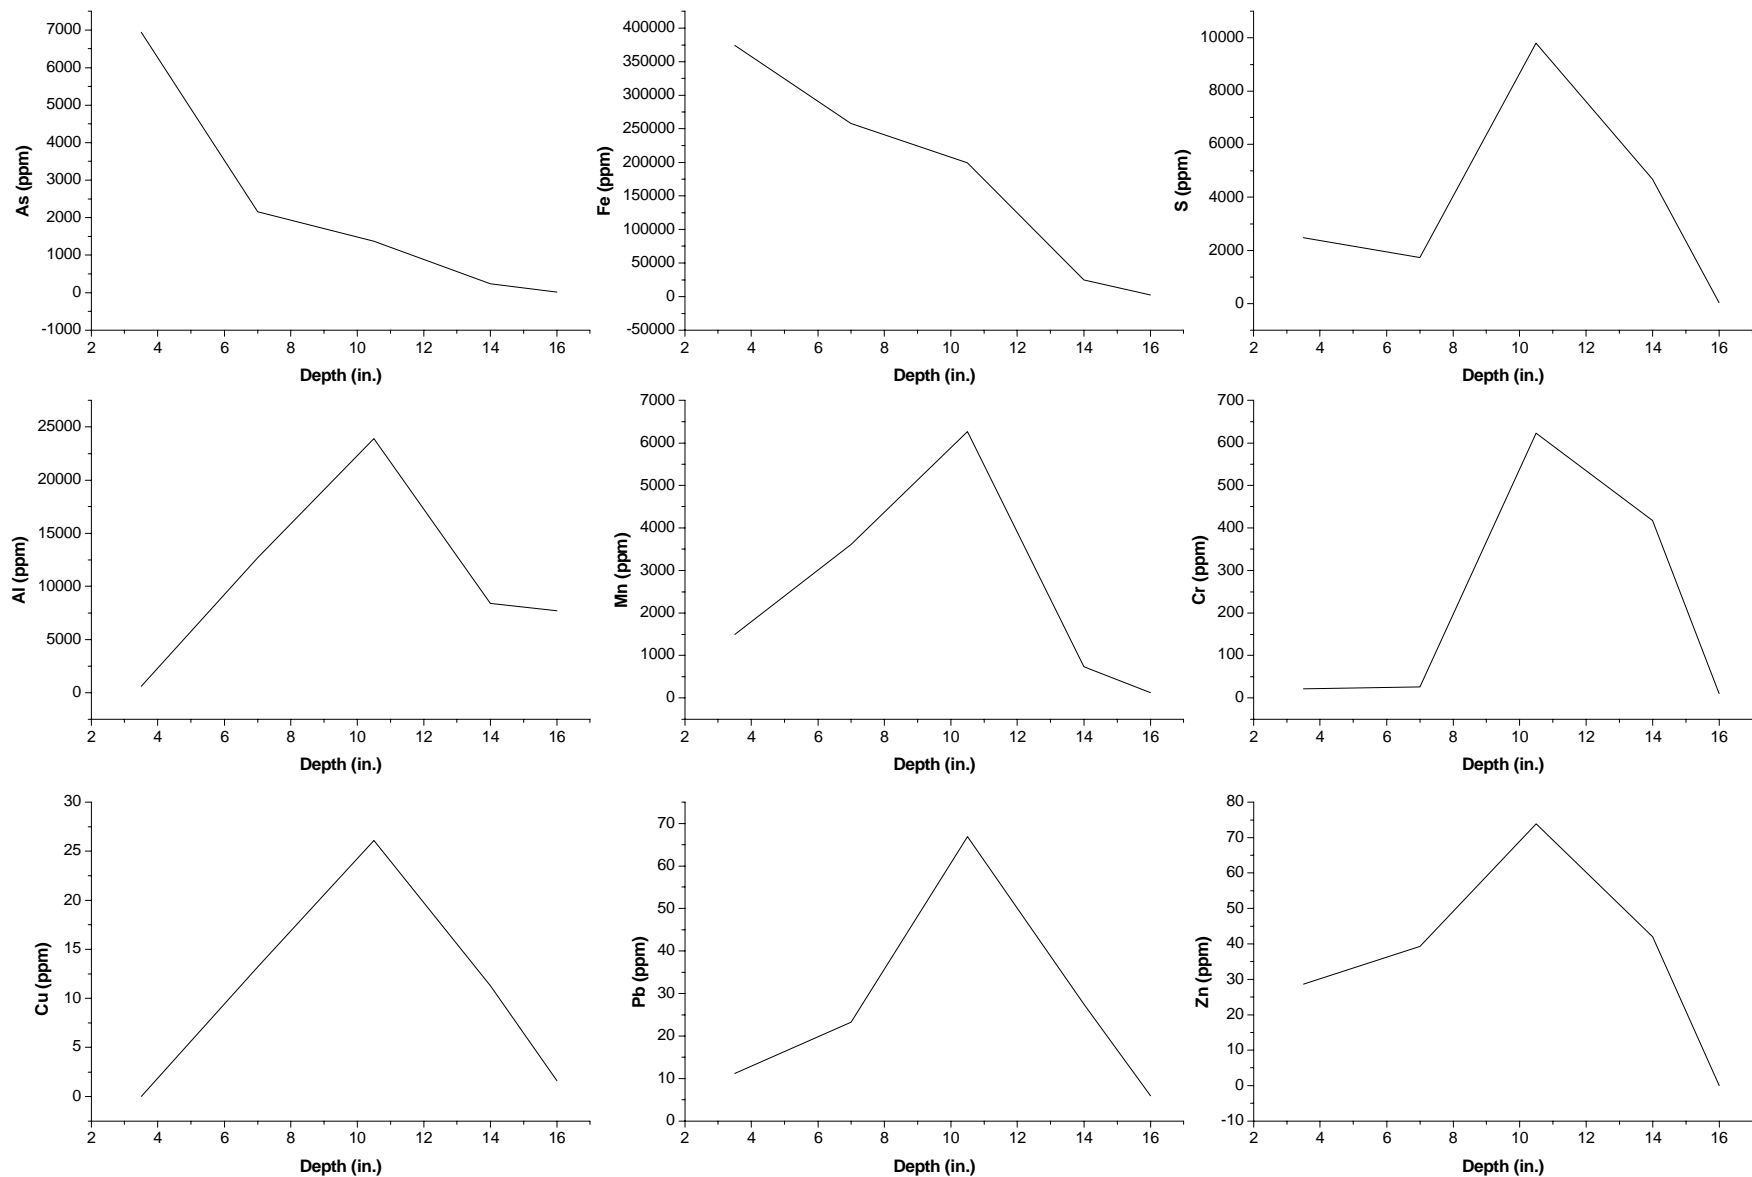 7000
6000
5000
4000
3000
2000
1000
0
-1000
As (ppm)
2 4 6 8 10 12 14 16
Depth (in.)
400000
350000
300000
250000
200000
150000
100000
50000
0
-50000
Fe (ppm)
2 4 6 8 10 12 14 16
Depth (in.)
10000
8000
6000
4000
2000
0
S (ppm)
2 4 6 8 10 12 14 16
Depth (in.)
25000
20000
15000
10000
5000
0
Al (ppm)
2 4 6 8 10 12 14 16
Depth (in.)
7000
6000
5000
4000
3000
2000
1000
0
Mn (ppm)
2 4 6 8 10 12 14 16
Depth (in.)
700
600
500
400
300
200
100
0
Cr (ppm)
2 4 6 8 10 12 14 16
Depth (in.)
30
25
20
15
10
5
0
Cu (ppm)
2 4 6 8 10 12 14 16
Depth (in.)
70
60
50
40
30
20
10
0
Pb (ppm)
2 4 6 8 10 12 14 16
Depth (in.)
80
70
60
50
40
30
20
10
0
-10
Zn (ppm)
2 4 6 8 10 12 14 16
Depth (in.)